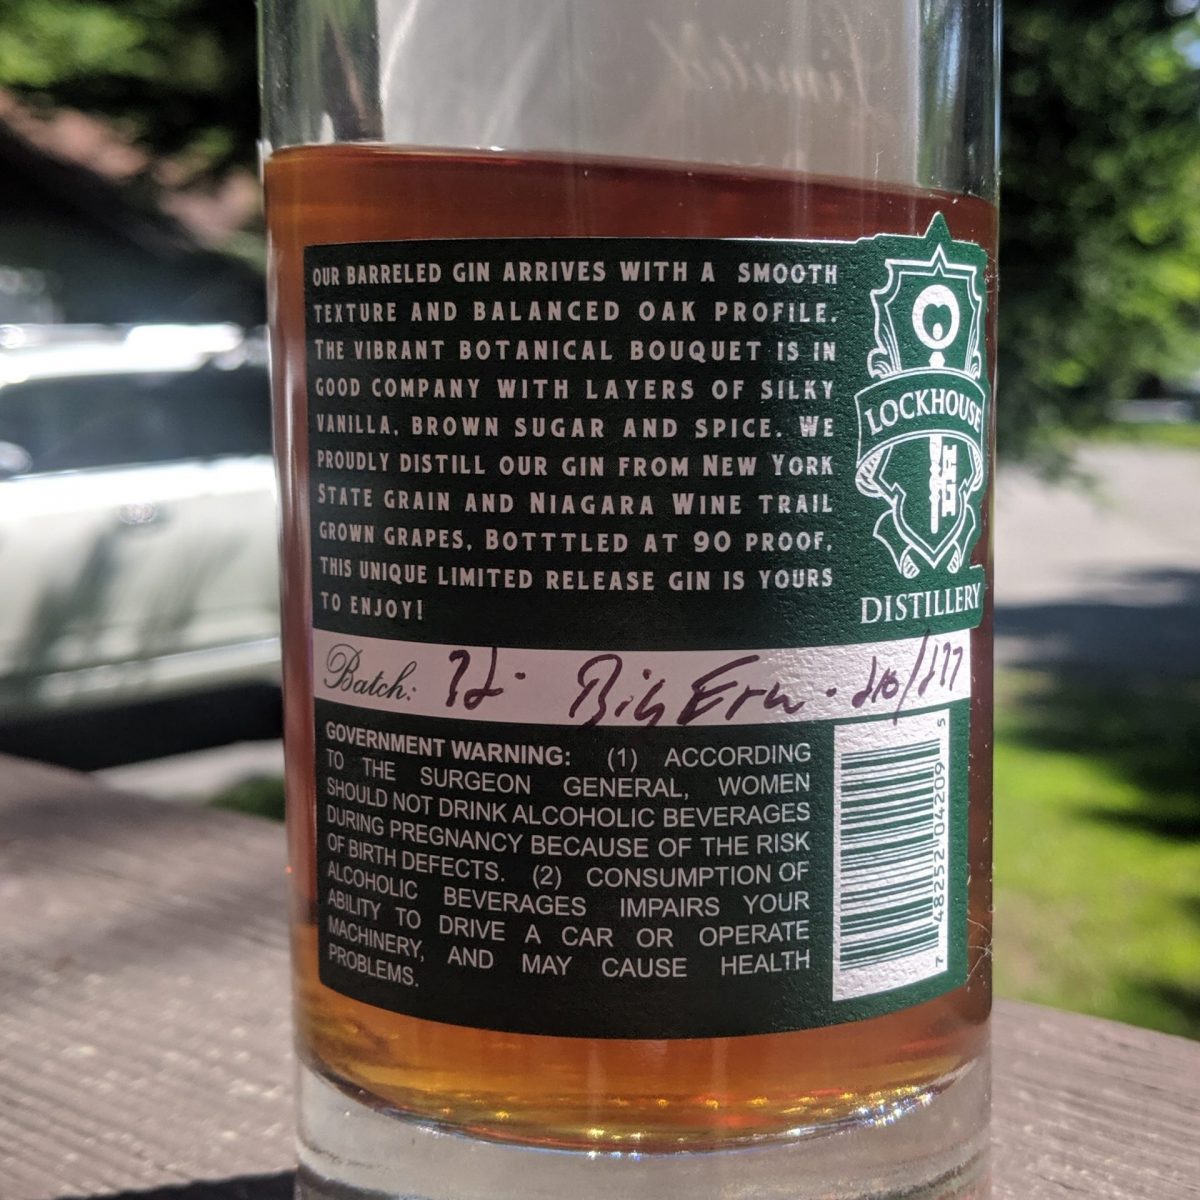 OUR BARRELED GIN ARRIVES WITH A SMOOTH
TEXTURE AND BALANCED OAK PROFILE.
THE VIBRANT BOTANICAL BOUQUET IS IN
GOOD COMPANY WITH LAYERS OF SILKY
VANILLA, BROWN SUGAR AND SPICE. WE
PROUDLY DISTILL OUR GIN FROM NEW YORK
STATE GRAIN AND NIAGARA WINE TRAIL
GROWN GRAPES. BOTTTLED AT 90 PROOF,
THIS UNIQUE LIMITED RELEASE GIN IS YOURS
TO ENJOY!
LOCKHOUSE
DISTILLERY
Batch: Big
GOVERNMENT WARNING: (1) ACCORDING
TO THE SURGEON GENERAL, WOMEN
SHOULD NOT DRINK ALCOHOLIC BEVERAGES
DURING PREGNANCY BECAUSE OF THE RISK
OF BIRTH DEFECTS. (2) CONSUMPTION OF
ALCOHOLIC BEVERAGES IMPAIRS YOUR
ABILITY TO DRIVE A CAR OR OPERATE
MACHINERY, AND MAY CAUSE HEALTH
PROBLEMS.
7 48252 04209 5